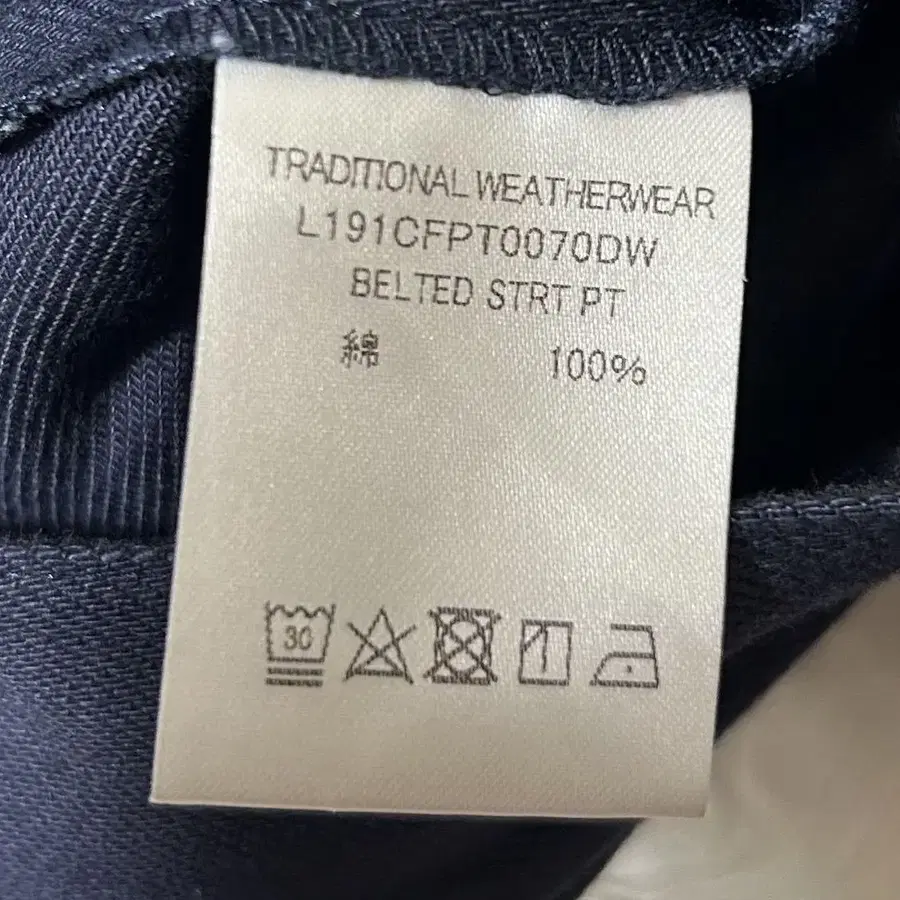 TRADITIONAL WEATHERWEAR
L191CFPT0070DW
BELTED STRT PT
綿 100%
30